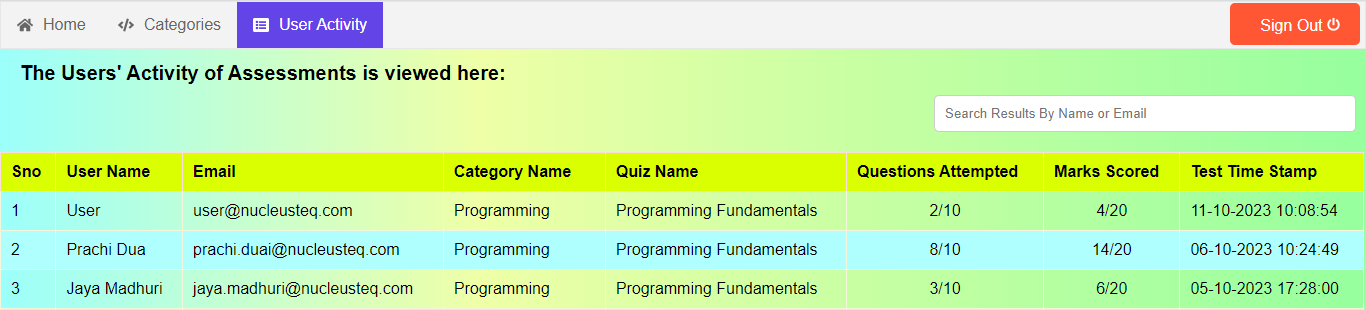 Home Categories User Activity Sign Out
The Users' Activity of Assessments is viewed here:
Search Results By Name or Email
Sno User Name Email Category Name Quiz Name Questions Attempted Marks Scored Test Time Stamp
1 User user@nucleusteq.com Programming Programming Fundamentals 2/10 4/20 11-10-2023 10:08:54
2 Prachi Dua prachi.duai@nucleusteq.com Programming Programming Fundamentals 8/10 14/20 06-10-2023 10:24:49
3 Jaya Madhuri jaya.madhuri@nucleusteq.com Programming Programming Fundamentals 3/10 6/20 05-10-2023 17:28:00